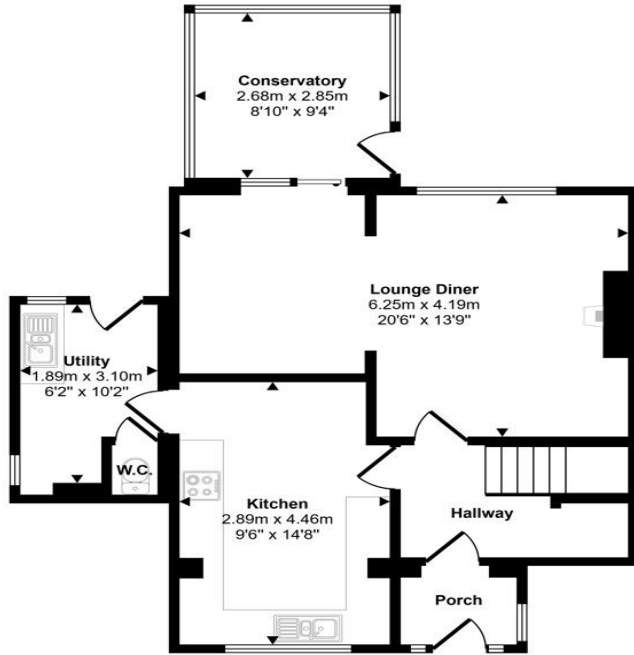 Conservatory
2.68m x 2.85m
8'10" x 9'4"
Lounge Diner
6.25m x 4.19m
20'6" x 13'9"
Utility
1.89m x 3.10m
6'2" x 10'2"
W.C.
Kitchen
2.89m x 4.46m
9'6" x 14'8"
Hallway
Porch